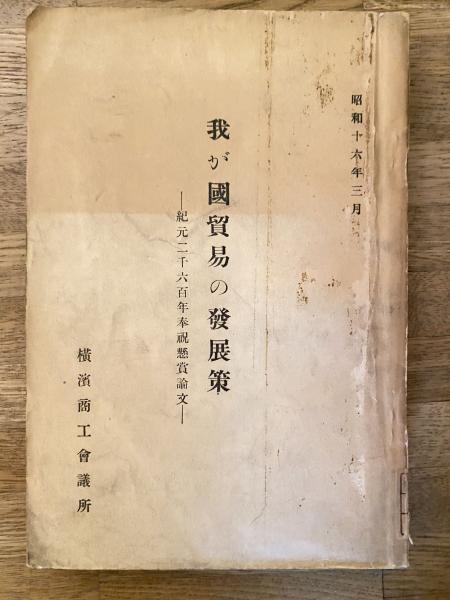 昭和十六年三月
我が國貿易の發展策
—紀元二千六百年奉祝懸賞論文—
橫濱商工會議所